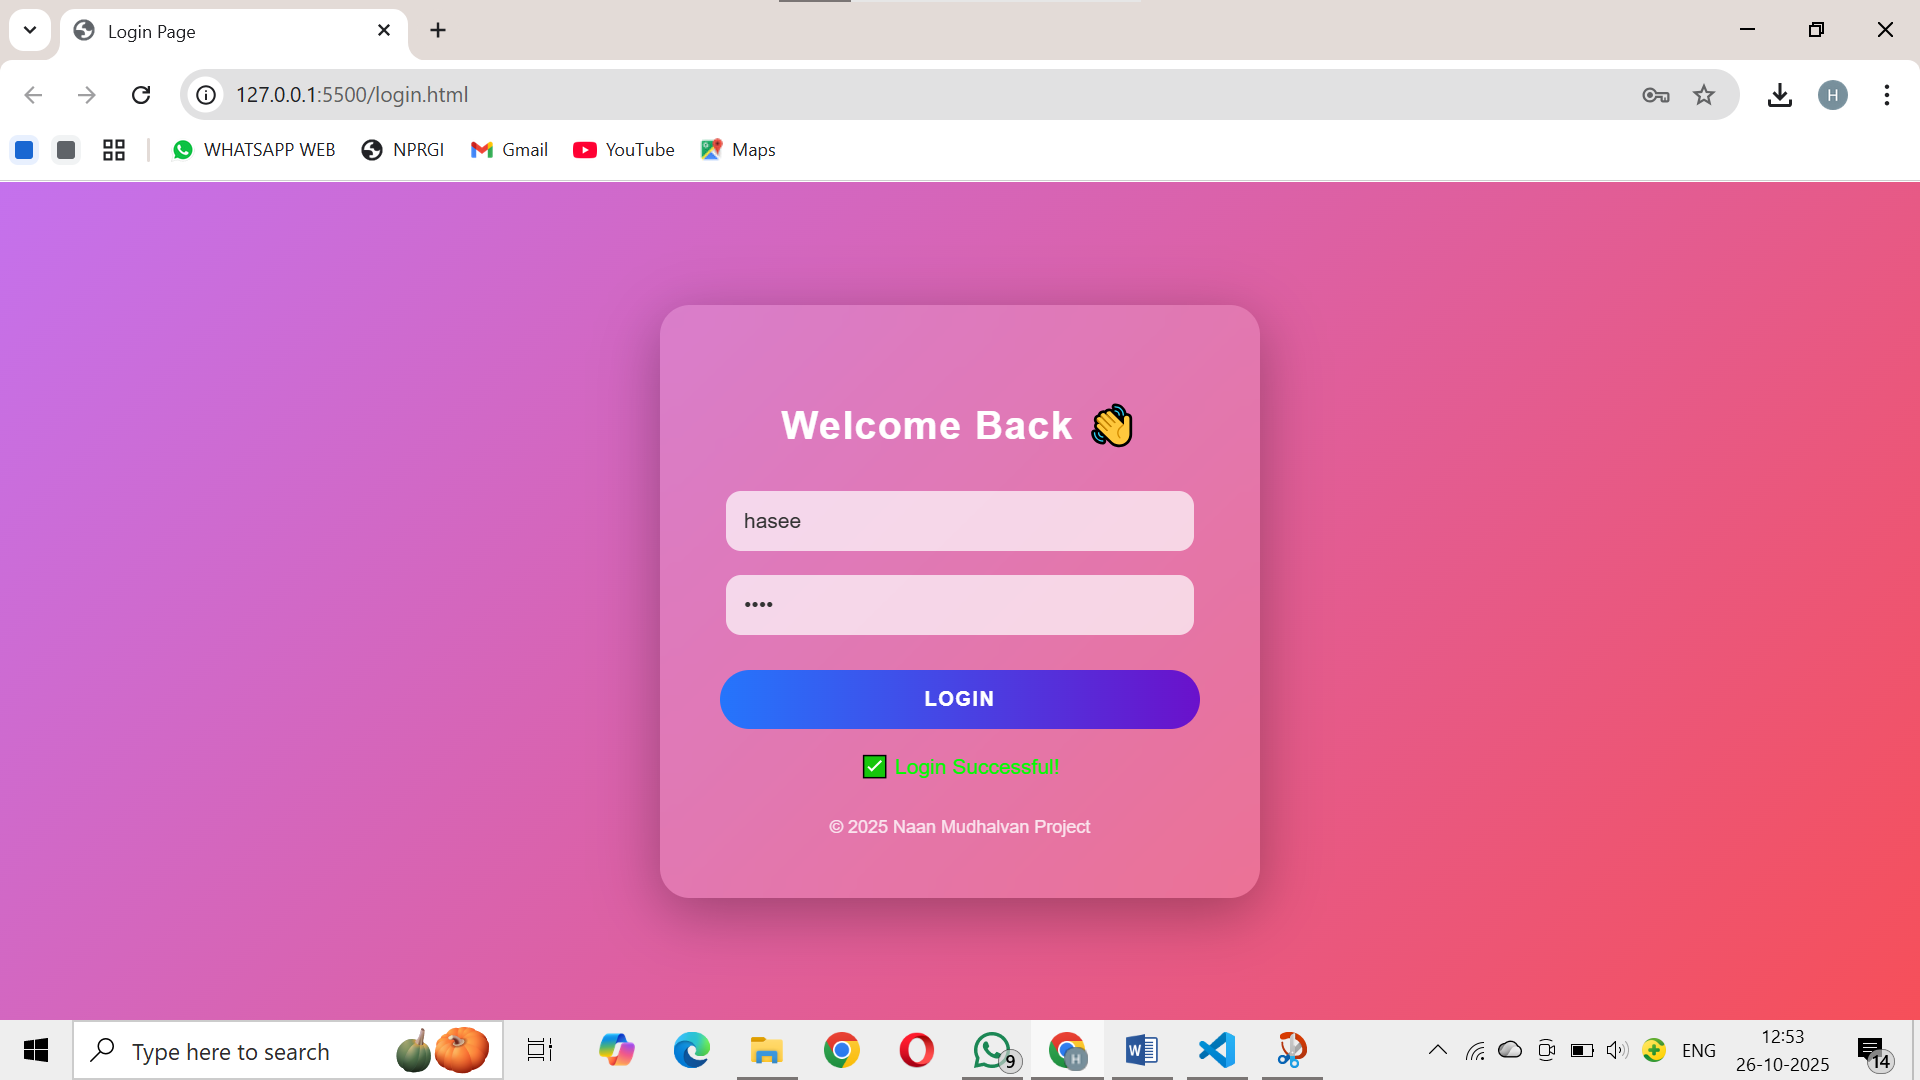 Login Page
127.0.0.1:5500/login.html
H
WHATSAPP WEB
NPRGI
Gmail
YouTube
Maps
Welcome Back 👋
hasee
••••
LOGIN
✅ Login Successful!
© 2025 Naan Mudhalvan Project
Type here to search
9
H
W
ENG
12:53
26-10-2025
14